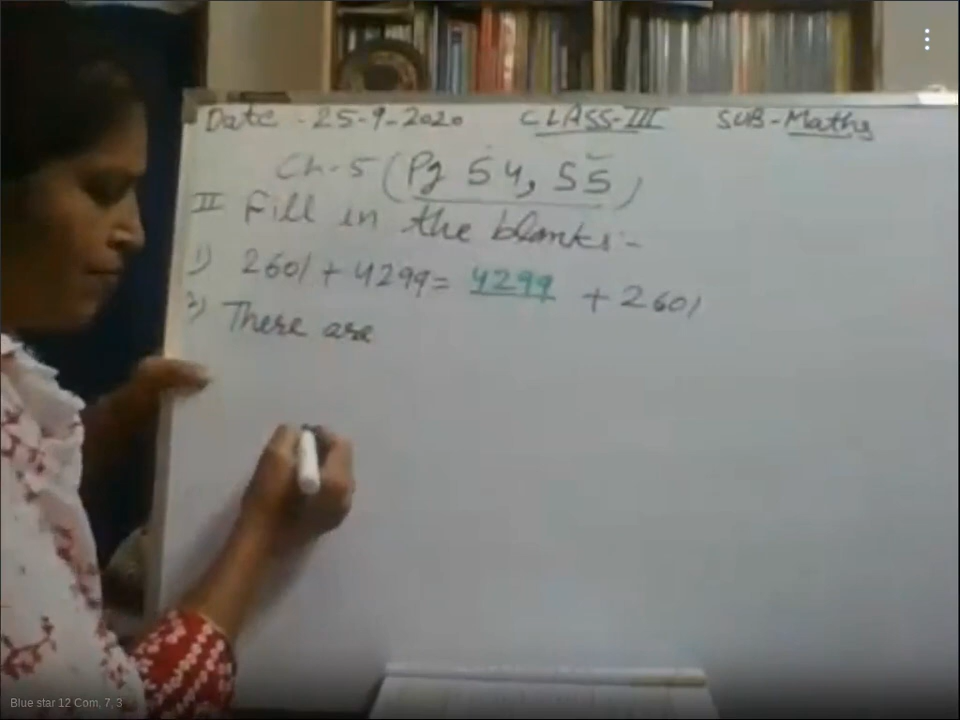 Date - 25-9-2020 CLASS-III SUB-Maths
Ch-5 (Pg 54, 55)
II Fill in the blanks:-
1) 2601 + 4299 = 4299 + 2601
2) There are
Blue star 12 Com, 7, 3